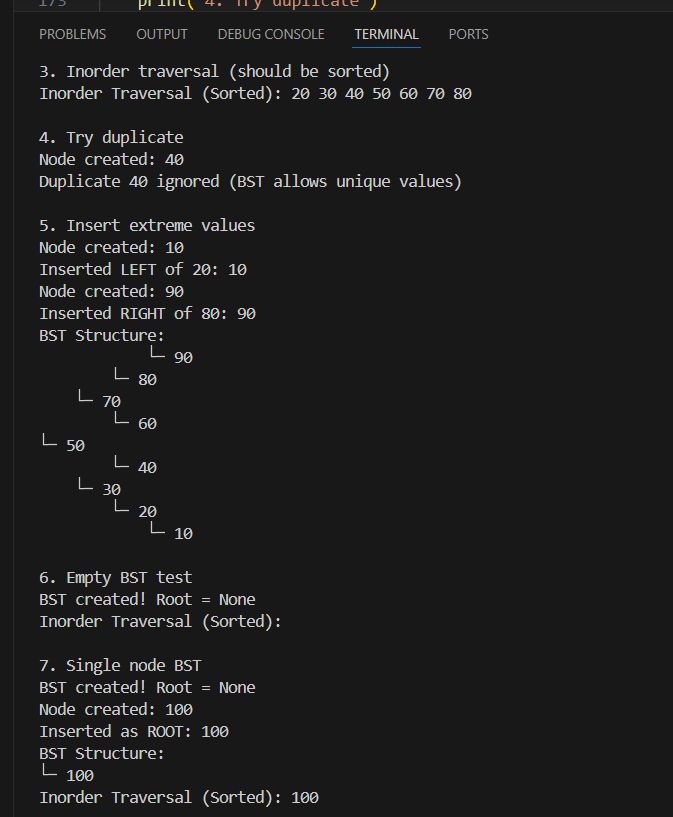 173 print("4. Try duplicate")
PROBLEMS OUTPUT DEBUG CONSOLE TERMINAL PORTS
3. Inorder traversal (should be sorted)
Inorder Traversal (Sorted): 20 30 40 50 60 70 80

4. Try duplicate
Node created: 40
Duplicate 40 ignored (BST allows unique values)

5. Insert extreme values
Node created: 10
Inserted LEFT of 20: 10
Node created: 90
Inserted RIGHT of 80: 90
BST Structure:
            └─ 90
        └─ 80
    └─ 70
        └─ 60
└─ 50
        └─ 40
    └─ 30
        └─ 20
            └─ 10

6. Empty BST test
BST created! Root = None
Inorder Traversal (Sorted):

7. Single node BST
BST created! Root = None
Node created: 100
Inserted as ROOT: 100
BST Structure:
└─ 100
Inorder Traversal (Sorted): 100